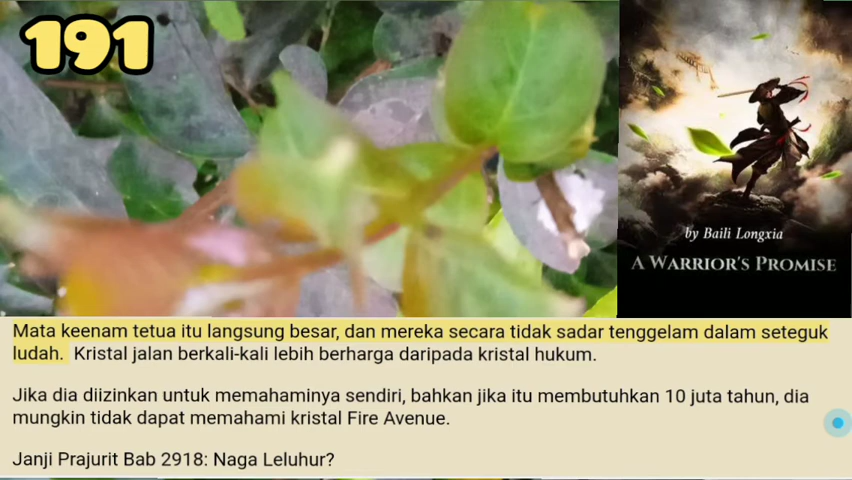 191
by Baili Longxia
A WARRIOR'S PROMISE
Mata keenam tetua itu langsung besar, dan mereka secara tidak sadar tenggelam dalam seteguk
ludah. Kristal jalan berkali-kali lebih berharga daripada kristal hukum.
Jika dia diizinkan untuk memahaminya sendiri, bahkan jika itu membutuhkan 10 juta tahun, dia
mungkin tidak dapat memahami kristal Fire Avenue.
Janji Prajurit Bab 2918: Naga Leluhur?